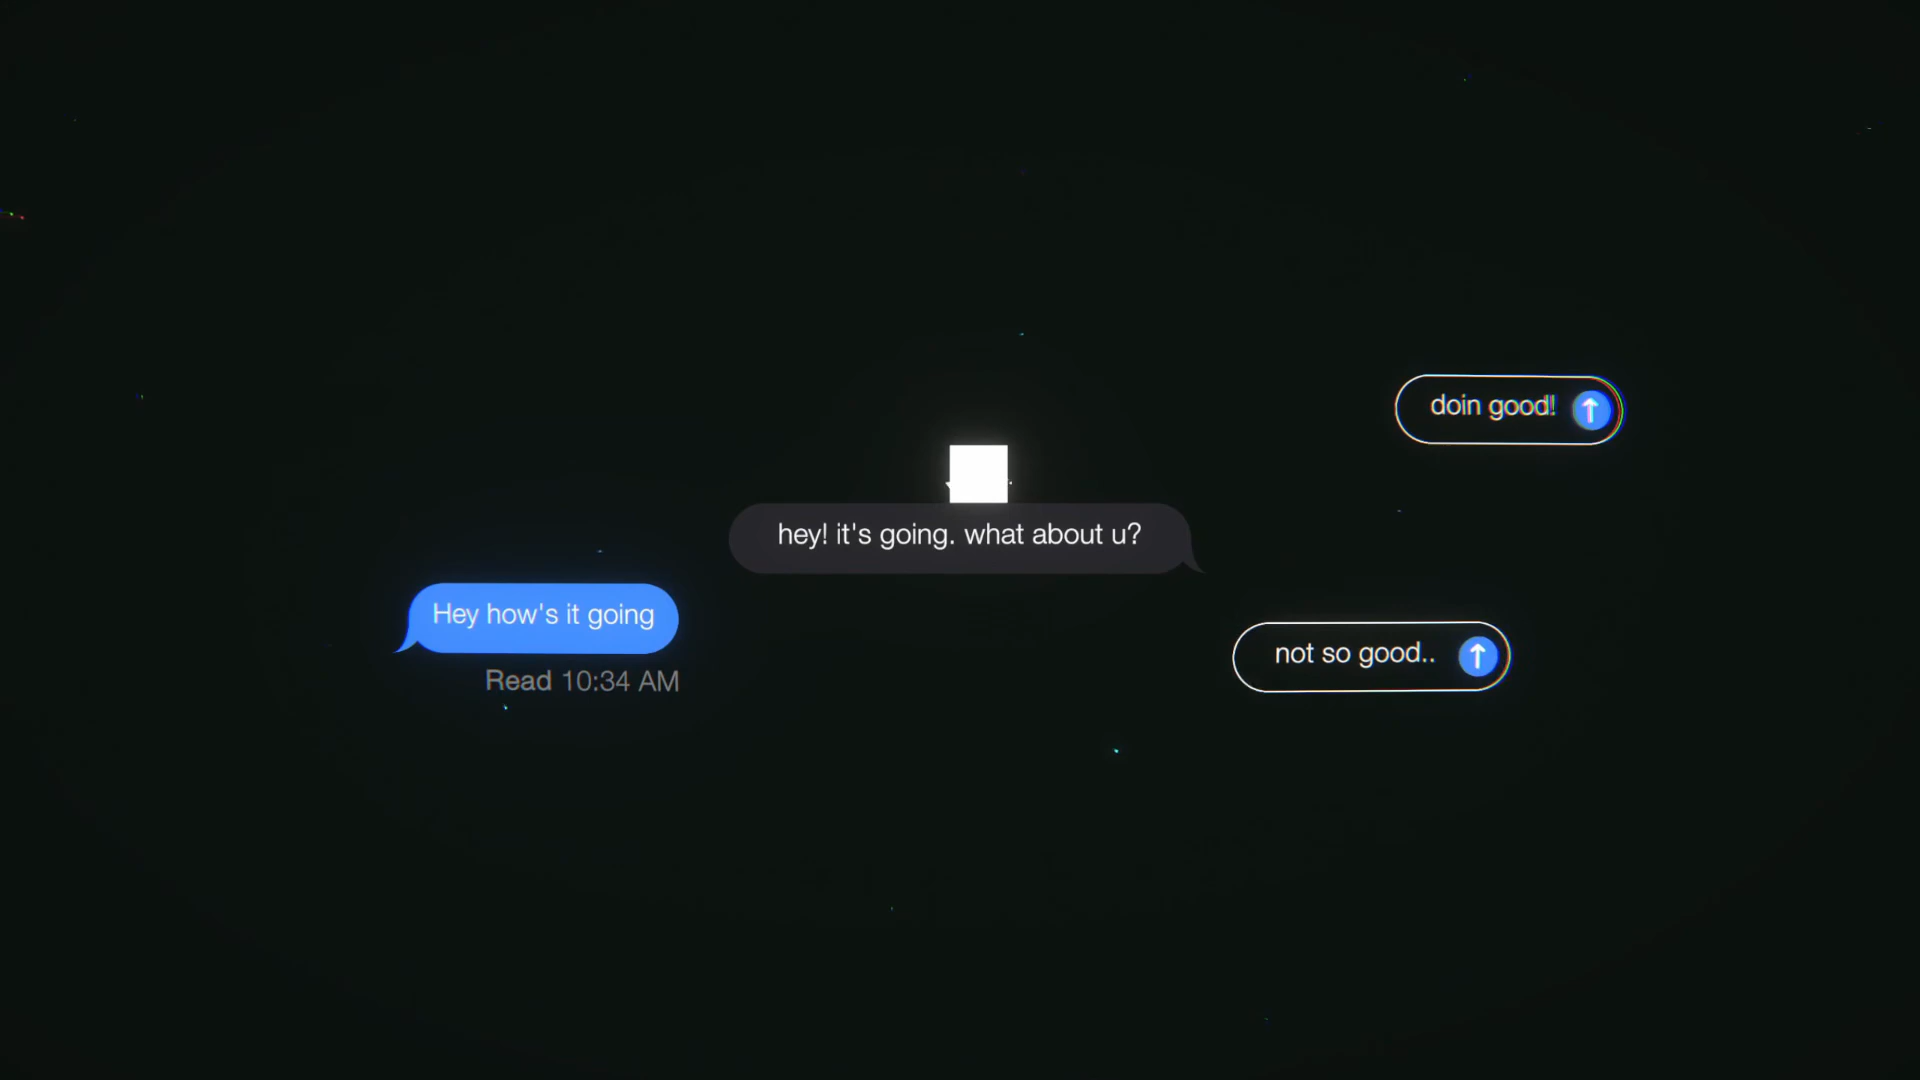 Hey how's it going
Read 10:34 AM
hey! it's going. what about u?
doin good!
not so good..